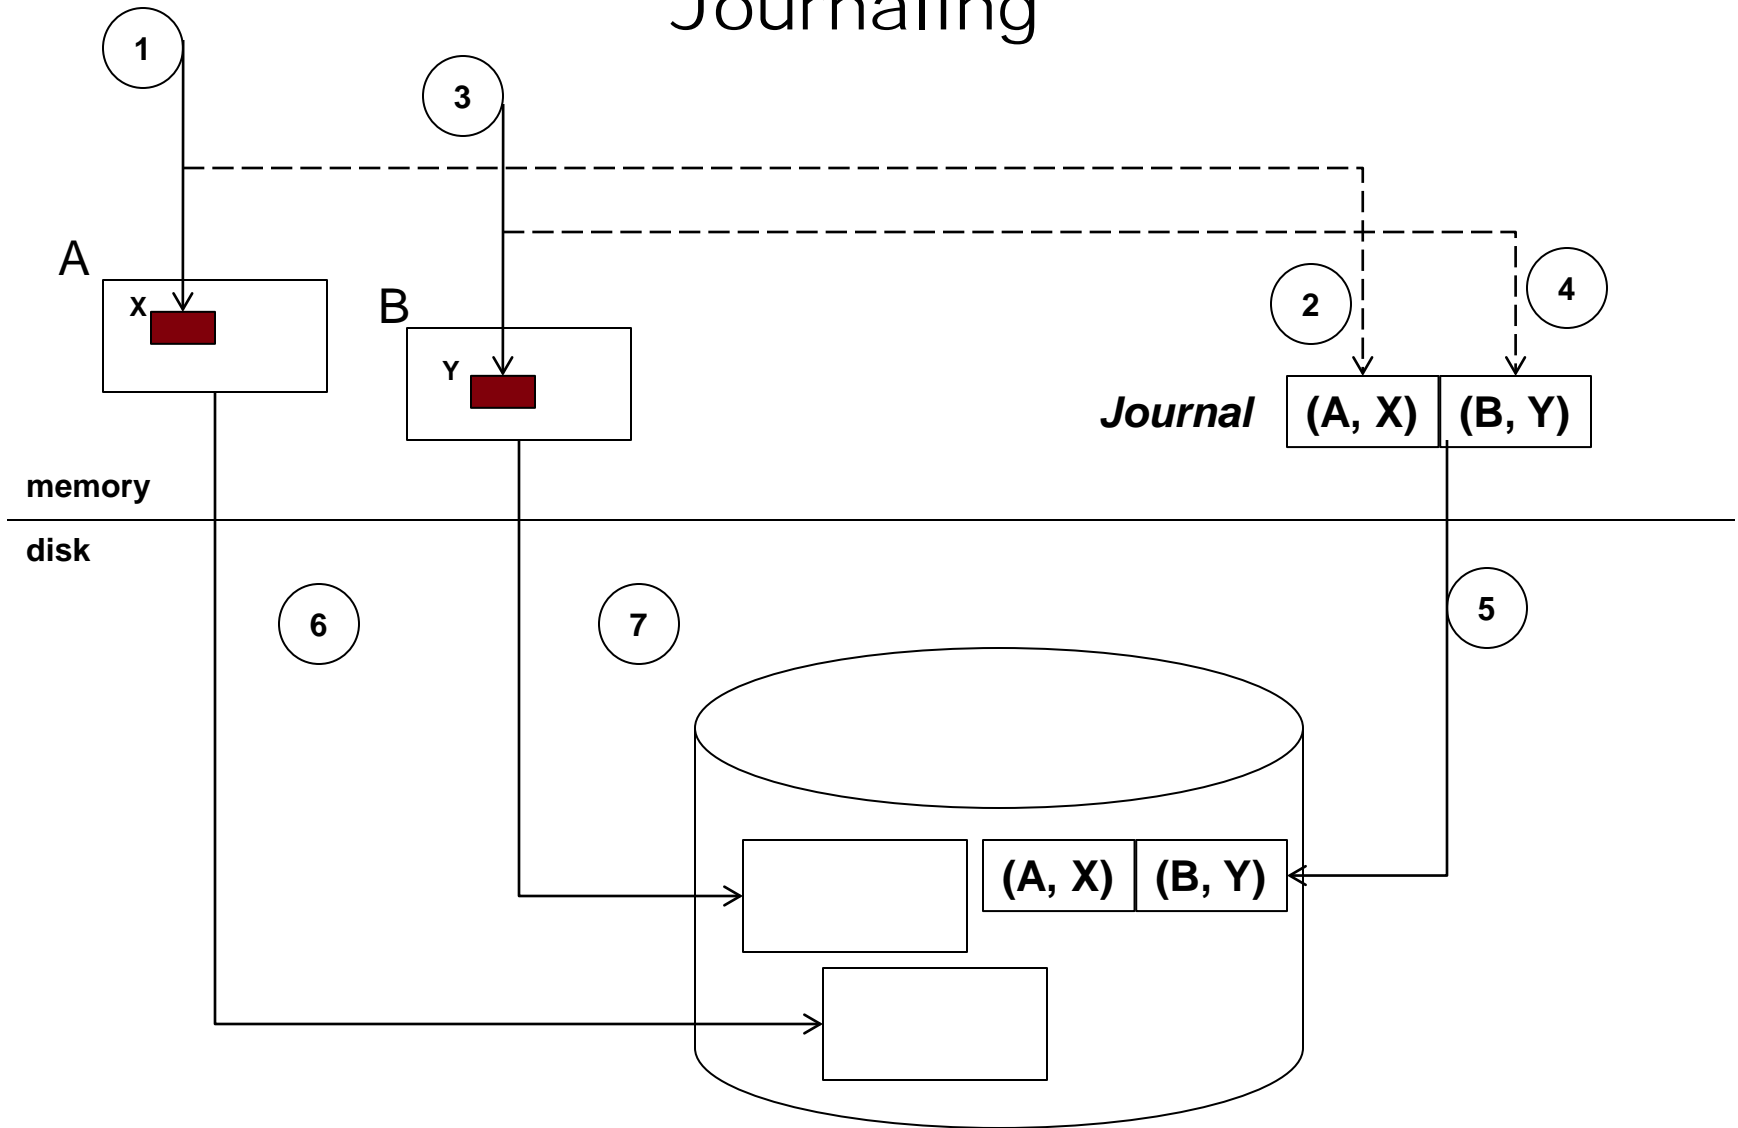 Journaling
1
3
A
2
4
X
B
Y
Journal (A, X) (B, Y)
memory
disk
6
7
5
(A, X) (B, Y)